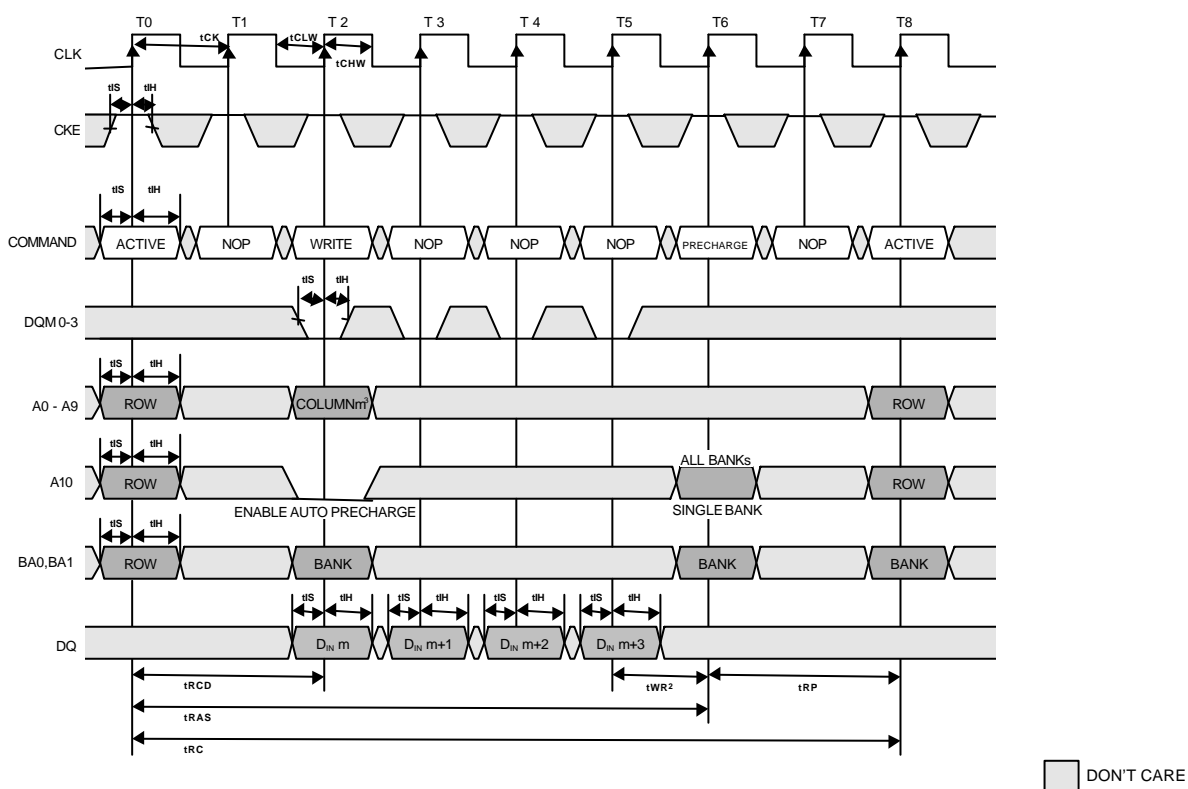 T0 T1 T 2 T 3 T 4 T5 T6 T7 T8
tCK tCLW
CLK
tCHW
tIS tIH
CKE
tIS tIH
COMMAND ACTIVE NOP WRITE NOP NOP NOP PRECHARGE NOP ACTIVE
tIS tIH
DQM 0-3
tIS tIH
A0 - A9 ROW COLUMNm³ ROW
tIS tIH ALL BANKs
A10 ROW ROW
ENABLE AUTO PRECHARGE SINGLE BANK
tIS tIH
BA0,BA1 ROW BANK BANK BANK
tIS tIH tIS tIH tIS tIH tIS tIH
DQ DIN m DIN m+1 DIN m+2 DIN m+3
tRCD tWR² tRP
tRAS
tRC
DON'T CARE